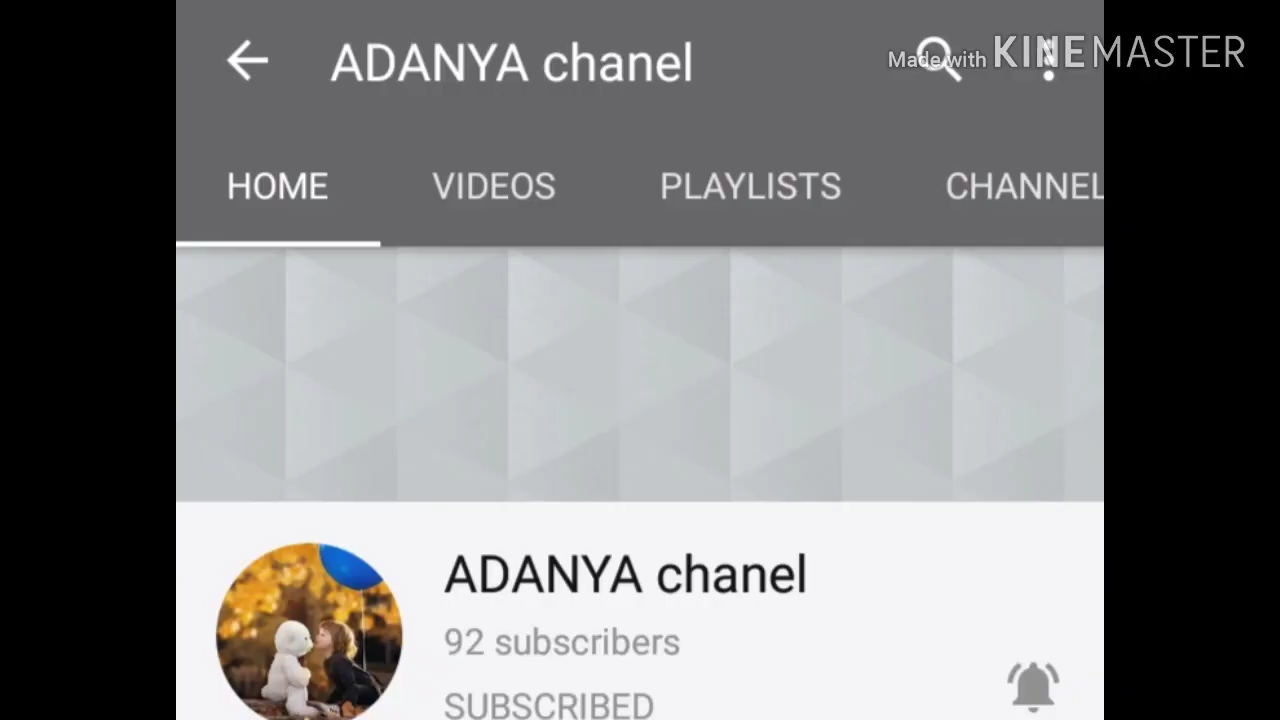 ADANYA chanel
Made with KINEMASTER
HOME VIDEOS PLAYLISTS CHANNEL
ADANYA chanel
92 subscribers
SUBSCRIBED